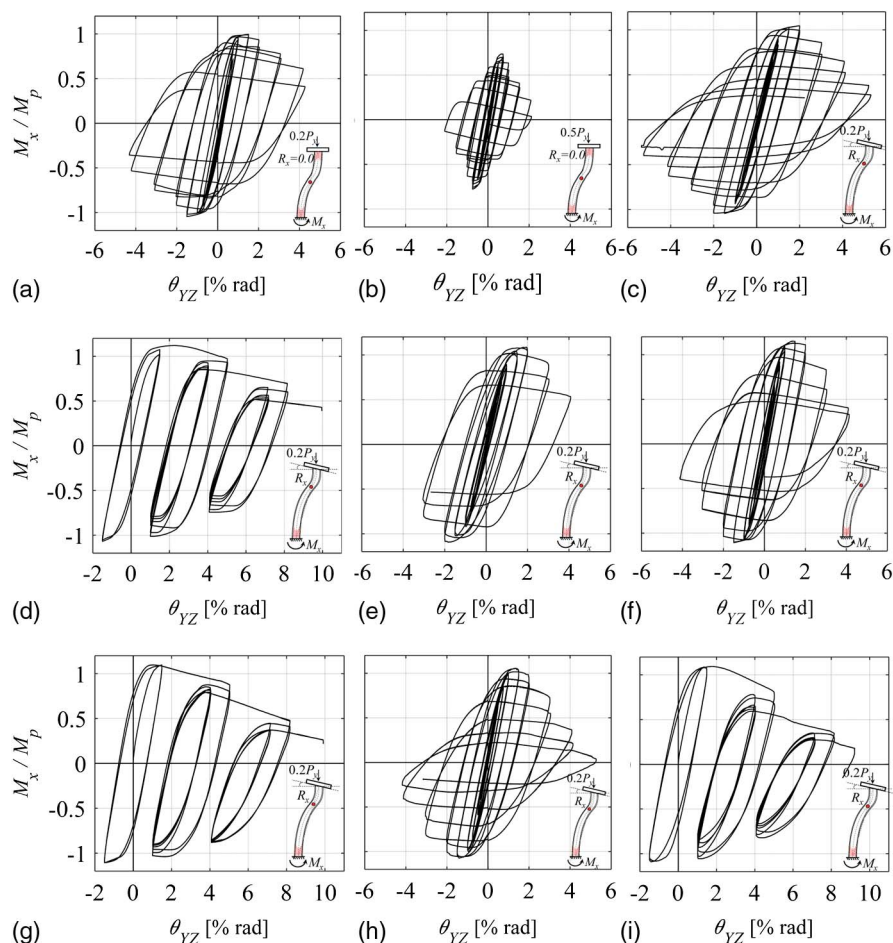 M_x / M_p
1
0.5
0
-0.5
-1
0.2P_y
R_x=0.0
M_x
-6 -4 -2 0 2 4 6
θ_YZ [% rad]
(a)
0.5P_y
R_x=0.0
M_x
-6 -4 -2 0 2 4 6
θ_YZ [% rad]
(b)
0.2P_y
R_x
M_x
-6 -4 -2 0 2 4 6
θ_YZ [% rad]
(c)
M_x / M_p
1
0.5
0
-0.5
-1
0.2P_y
R_x
M_x
-2 0 2 4 6 8 10
θ_YZ [% rad]
(d)
0.2P_y
R_x
M_x
-6 -4 -2 0 2 4 6
θ_YZ [% rad]
(e)
0.2P_y
R_x
M_x
-6 -4 -2 0 2 4 6
θ_YZ [% rad]
(f)
M_x / M_p
1
0.5
0
-0.5
-1
0.2P_y
R_x
M_x
-2 0 2 4 6 8 10
θ_YZ [% rad]
(g)
0.2P_y
R_x
M_x
-6 -4 -2 0 2 4 6
θ_YZ [% rad]
(h)
0.2P_y
R_x
M_x
-2 0 2 4 6 8 10
θ_YZ [% rad]
(i)